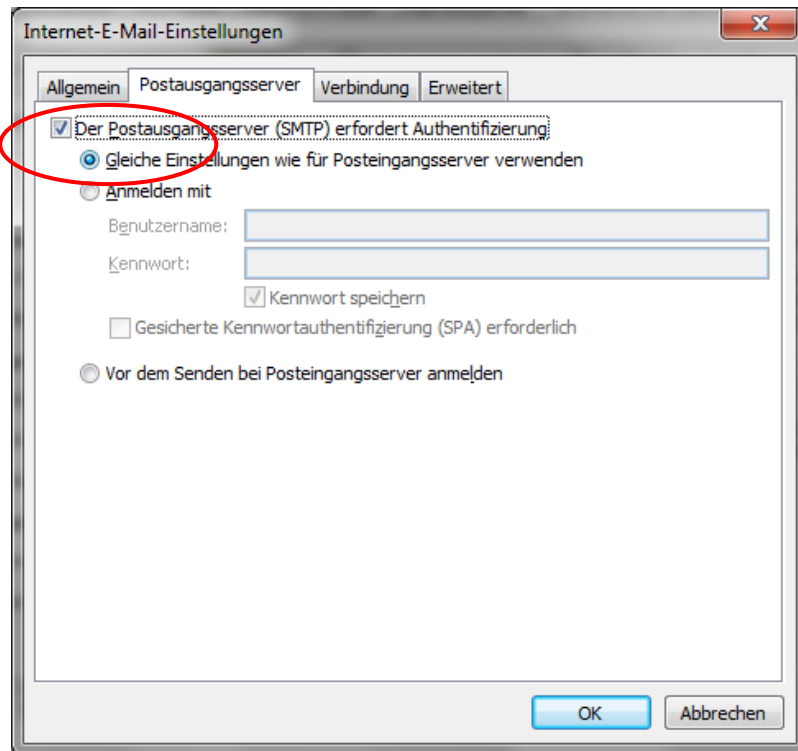 Internet-E-Mail-Einstellungen
Allgemein Postausgangsserver Verbindung Erweitert
Der Postausgangsserver (SMTP) erfordert Authentifizierung
Gleiche Einstellungen wie für Posteingangsserver verwenden
Anmelden mit
Benutzername:
Kennwort:
Kennwort speichern
Gesicherte Kennwortauthentifizierung (SPA) erforderlich
Vor dem Senden bei Posteingangsserver anmelden
OK Abbrechen